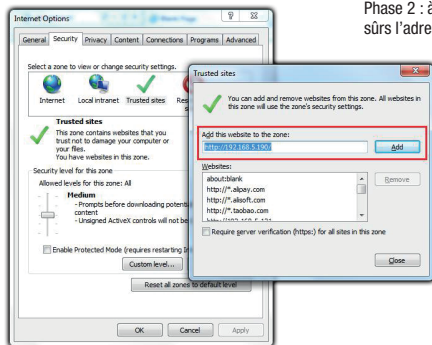 Phase 2 : à
sûrs l'adre
Internet Options
General Security Privacy Content Connections Programs Advanced
Select a zone to view or change security settings.
Internet Local intranet Trusted sites
Trusted sites
This zone contains websites that you
trust not to damage your computer or
your files.
You have websites in this zone.
Security level for this zone
Allowed levels for this zone: All
Medium
- Prompts before downloading potenti
content
- Unsigned ActiveX controls will not be
Enable Protected Mode (requires restarting In
Custom level...
Reset all zones to default level
OK Cancel Apply
Trusted sites
You can add and remove websites from this zone. All websites in
this zone will use the zone's security settings.
Add this website to the zone:
http://192.168.5.190/ Add
Websites:
about:blank Remove
http://*.alipay.com
http://*.alisoft.com
http://*.taobao.com
Require server verification (https:) for all sites in this zone
Close